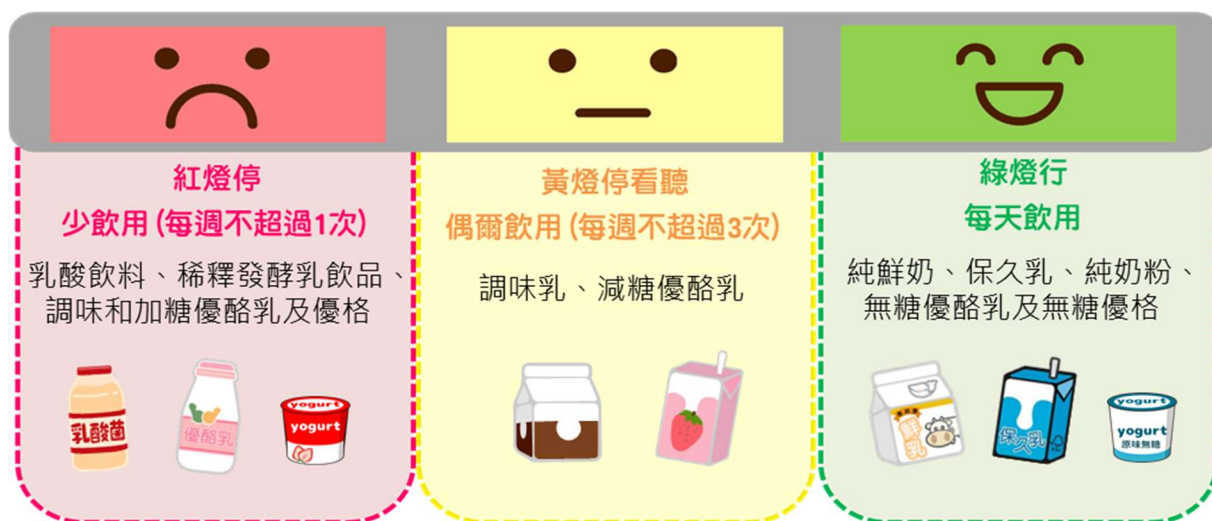 紅燈停
少飲用(每週不超過1次)
乳酸飲料、稀釋發酵乳飲品、
調味和加糖優酪乳及優格
乳酸菌
優酪乳
yogurt
yogurt
黃燈停看聽
偶爾飲用(每週不超過3次)
調味乳、減糖優酪乳
綠燈行
每天飲用
純鮮奶、保久乳、純奶粉、
無糖優酪乳及無糖優格
鮮乳
保久乳
yogurt
yogurt
原味無糖